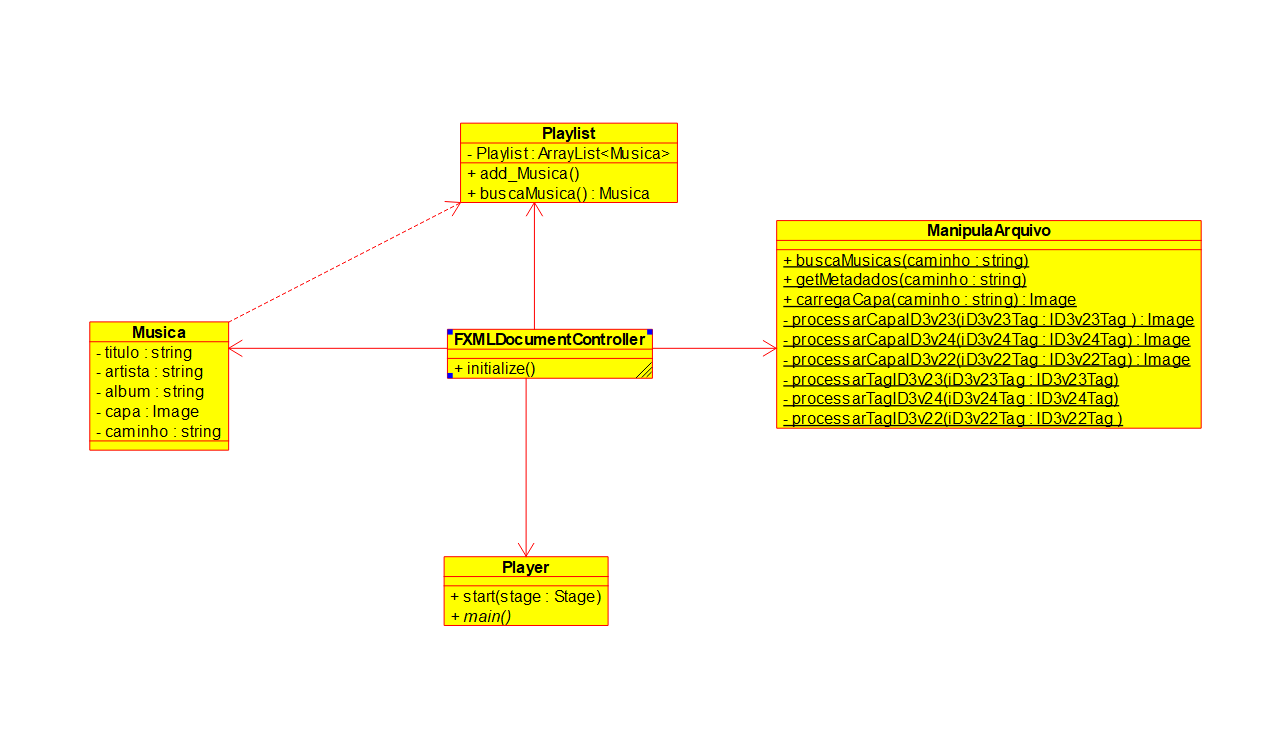 Playlist
- Playlist : ArrayList<Musica>
+ add_Musica()
+ buscaMusica() : Musica
ManipulaArquivo
+ buscaMusicas(caminho : string)
+ getMetadados(caminho : string)
+ carregaCapa(caminho : string) : Image
- processarCapaID3v23(iD3v23Tag : ID3v23Tag ) : Image
- processarCapaID3v24(iD3v24Tag : ID3v24Tag) : Image
- processarCapaID3v22(iD3v22Tag : ID3v22Tag) : Image
- processarTagID3v23(iD3v23Tag : ID3v23Tag)
- processarTagID3v24(iD3v24Tag : ID3v24Tag)
- processarTagID3v22(iD3v22Tag : ID3v22Tag )
Musica
- titulo : string
- artista : string
- album : string
- capa : Image
- caminho : string
FXMLDocumentController
+ initialize()
Player
+ start(stage : Stage)
+ main()